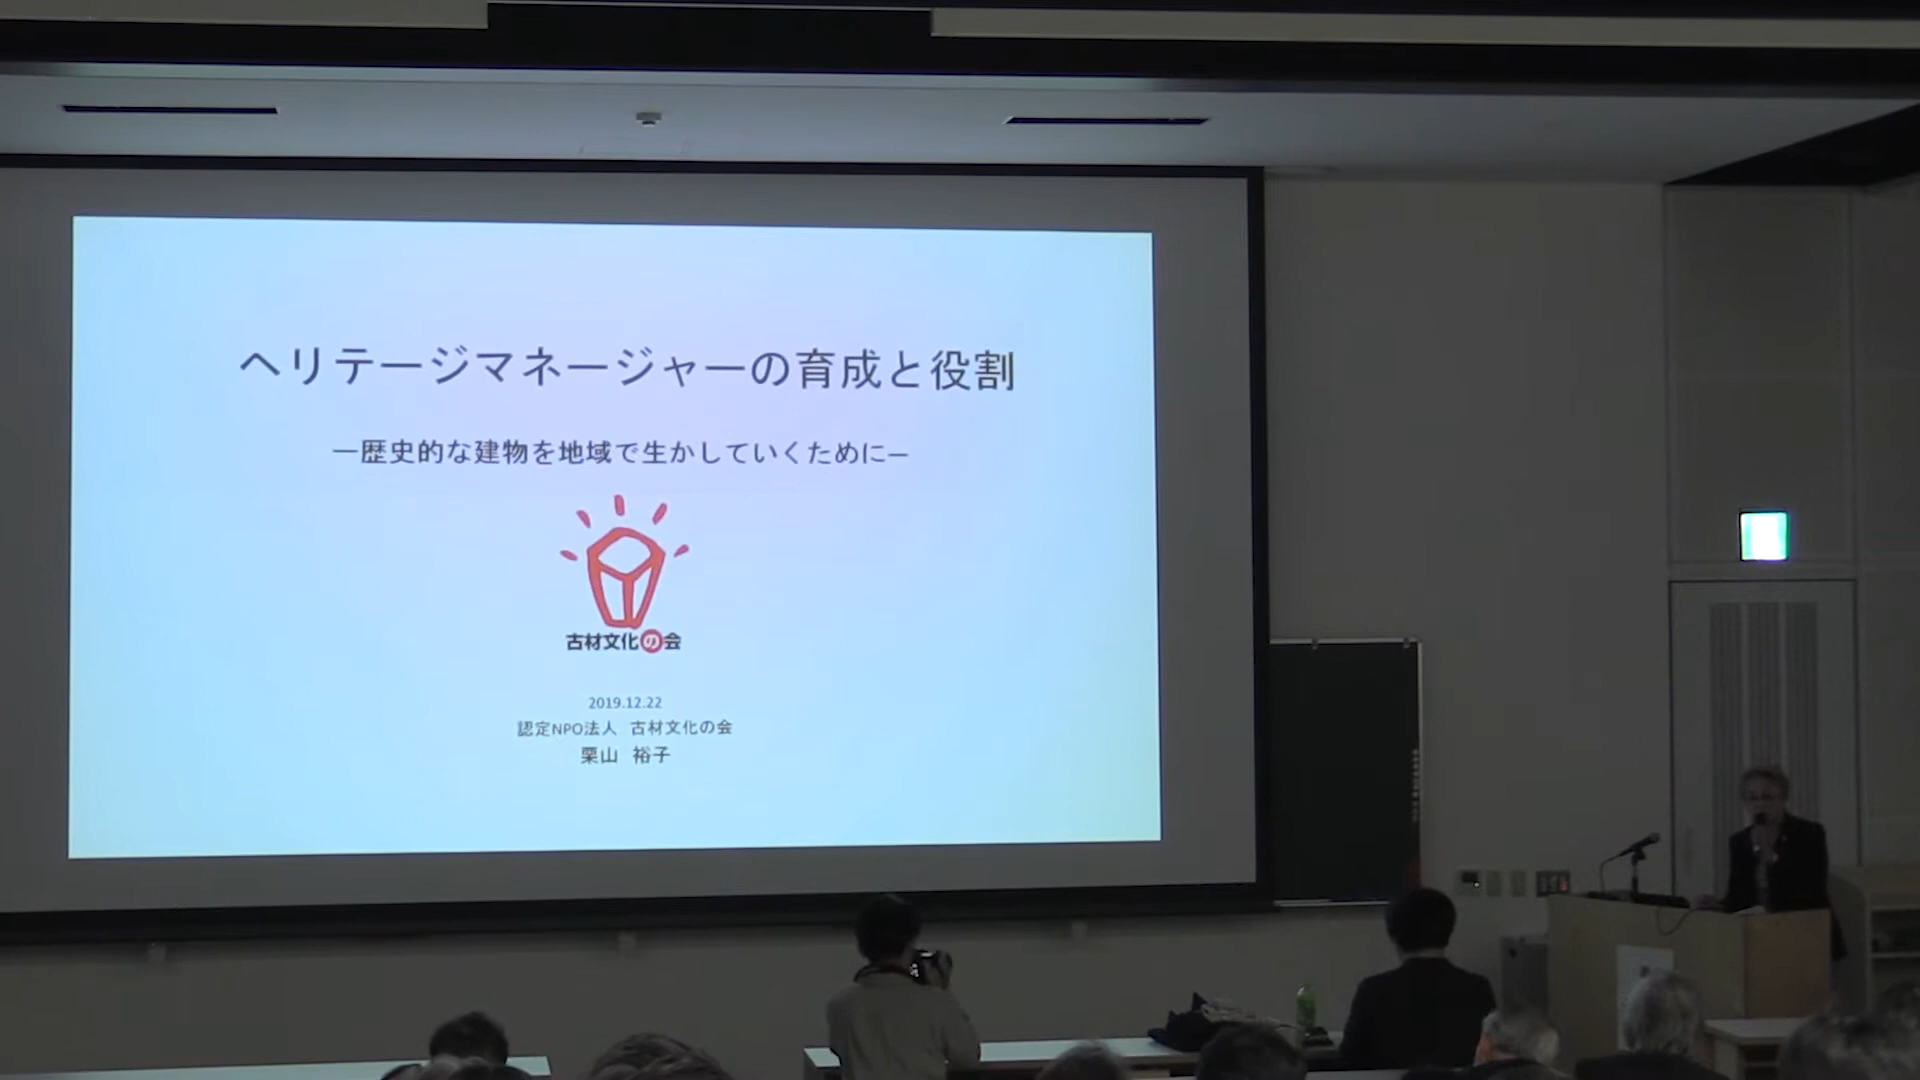 ヘリテージマネージャーの育成と役割
―歴史的な建物を地域で生かしていくために―
古材文化の会
2019.12.22
認定NPO法人 古材文化の会
栗山 裕子